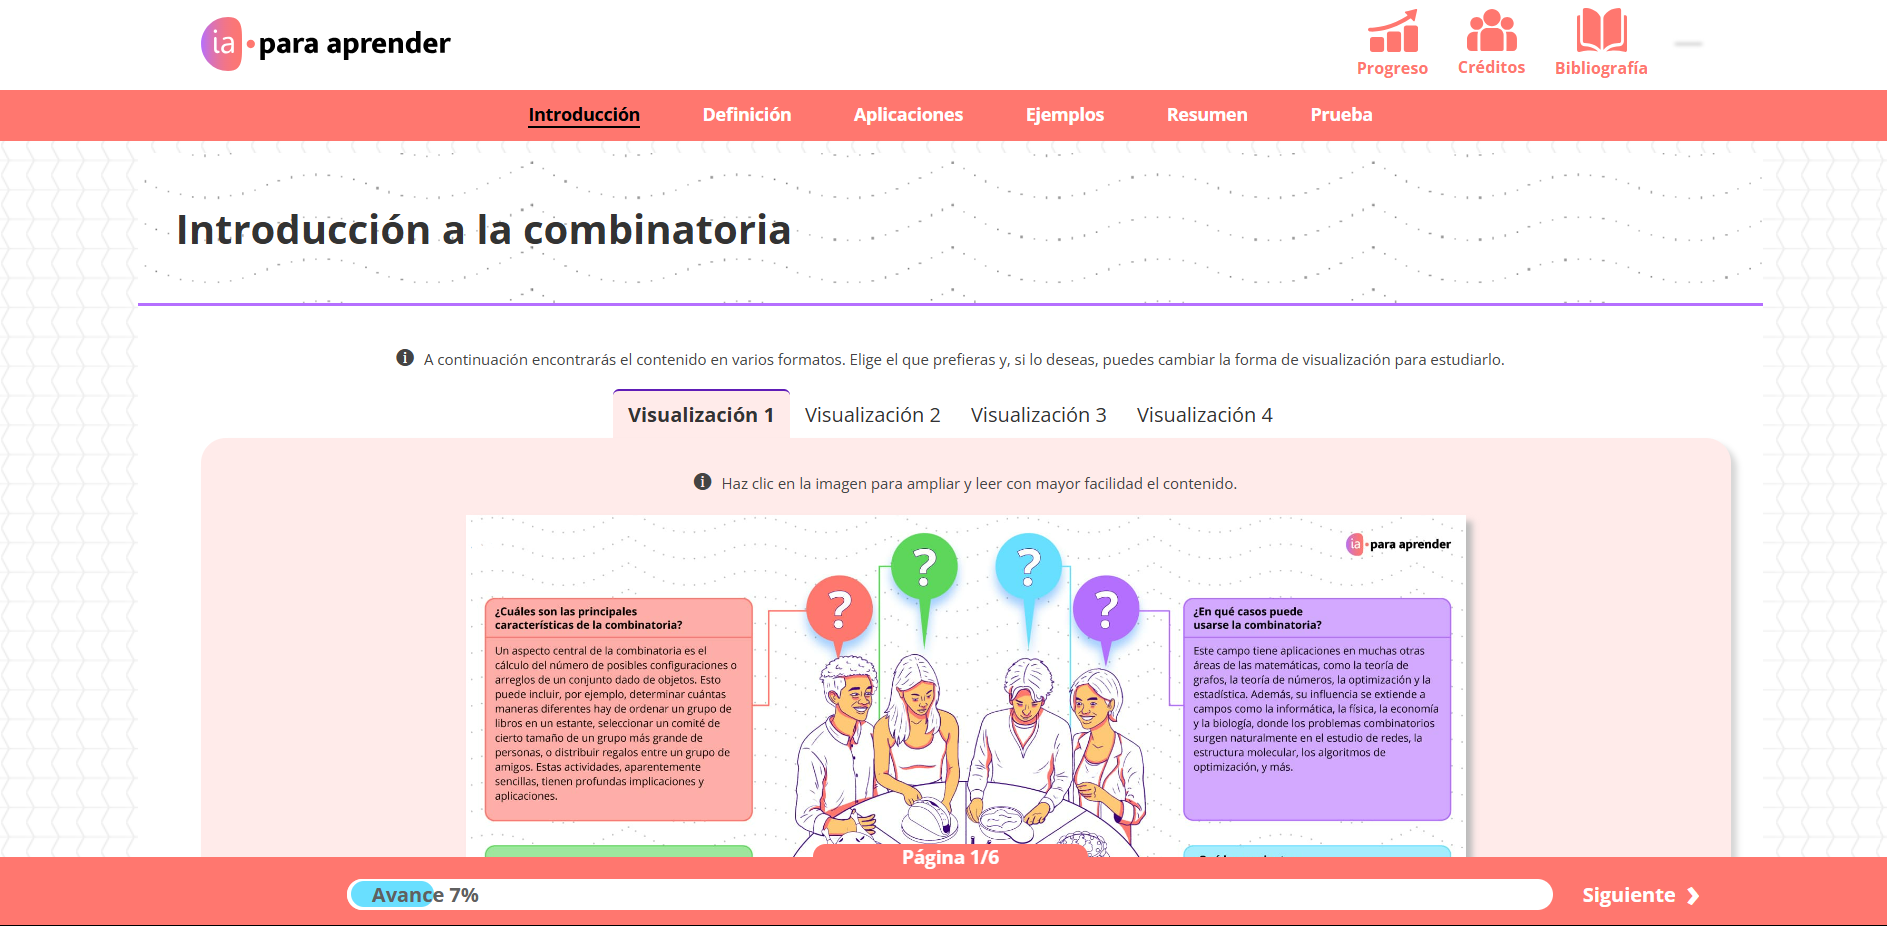 ia para aprender
Progreso
Créditos
Bibliografía
Introducción
Definición
Aplicaciones
Ejemplos
Resumen
Prueba
Introducción a la combinatoria
A continuación encontrarás el contenido en varios formatos. Elige el que prefieras y, si lo deseas, puedes cambiar la forma de visualización para estudiarlo.
Visualización 1
Visualización 2
Visualización 3
Visualización 4
Haz clic en la imagen para ampliar y leer con mayor facilidad el contenido.
ia para aprender
?
?
?
?
¿Cuáles son las principales
características de la combinatoria?
Un aspecto central de la combinatoria es el
cálculo del número de posibles configuraciones o
arreglos de un conjunto dado de objetos. Esto
puede incluir, por ejemplo, determinar cuántas
maneras diferentes hay de ordenar un grupo de
libros en un estante, seleccionar un comité de
cierto tamaño de un grupo más grande de
personas, o distribuir regalos entre un grupo de
amigos. Estas actividades, aparentemente
sencillas, tienen profundas implicaciones y
aplicaciones.
¿En qué casos puede
usarse la combinatoria?
Este campo tiene aplicaciones en muchas otras
áreas de las matemáticas, como la teoría de
grafos, la teoría de números, la optimización y la
estadística. Además, su influencia se extiende a
campos como la informática, la física, la economía
y la biología, donde los problemas combinatorios
surgen naturalmente en el estudio de redes, la
estructura molecular, los algoritmos de
optimización, y más.
Página 1/6
Avance 7%
Siguiente